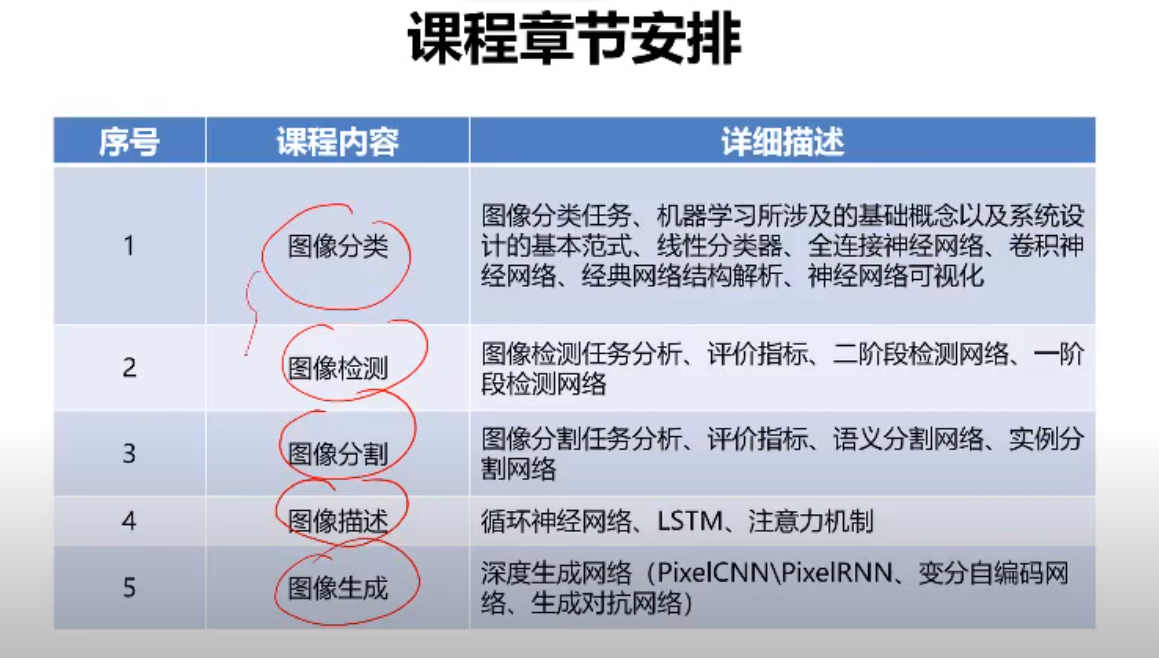 课程章节安排
序号 课程内容 详细描述
1 图像分类 图像分类任务、机器学习所涉及的基础概念以及系统设
计的基本范式、线性分类器、全连接神经网络、卷积神
经网络、经典网络结构解析、神经网络可视化
2 图像检测 图像检测任务分析、评价指标、二阶段检测网络、一阶
段检测网络
3 图像分割 图像分割任务分析、评价指标、语义分割网络、实例分
割网络
4 图像描述 循环神经网络、LSTM、注意力机制
5 图像生成 深度生成网络（PixelCNN\PixelRNN、变分自编码网
络、生成对抗网络）